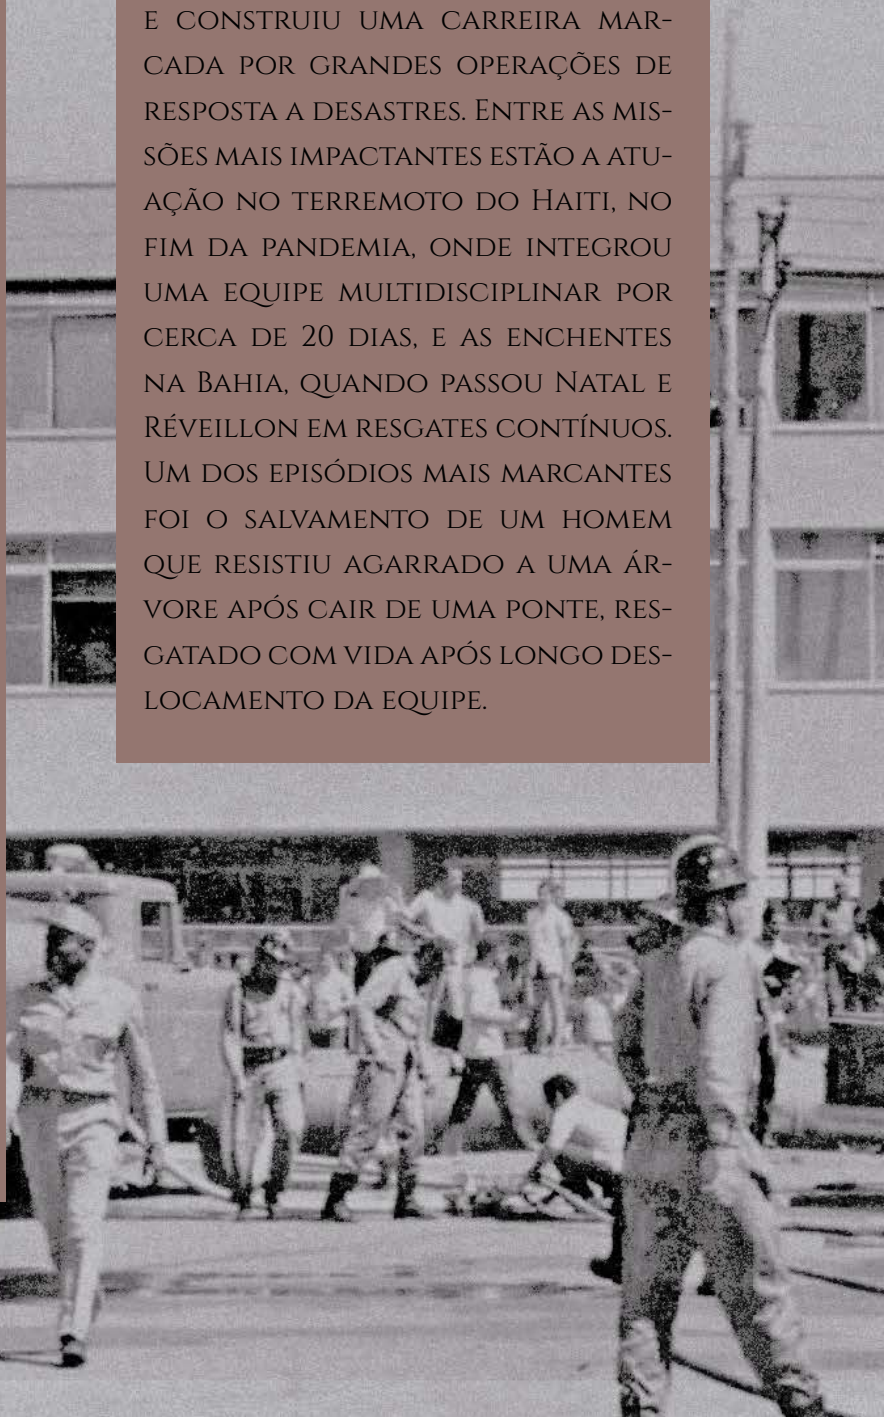 E CONSTRUIU UMA CARREIRA MAR-
CADA POR GRANDES OPERAÇÕES DE
RESPOSTA A DESASTRES. ENTRE AS MIS-
SÕES MAIS IMPACTANTES ESTÃO A ATU-
AÇÃO NO TERREMOTO DO HAITI, NO
FIM DA PANDEMIA, ONDE INTEGROU
UMA EQUIPE MULTIDISCIPLINAR POR
CERCA DE 20 DIAS, E AS ENCHENTES
NA BAHIA, QUANDO PASSOU NATAL E
RÉVEILLON EM RESGATES CONTÍNUOS.
UM DOS EPISÓDIOS MAIS MARCANTES
FOI O SALVAMENTO DE UM HOMEM
QUE RESISTIU AGARRADO A UMA ÁR-
VORE APÓS CAIR DE UMA PONTE, RES-
GATADO COM VIDA APÓS LONGO DES-
LOCAMENTO DA EQUIPE.